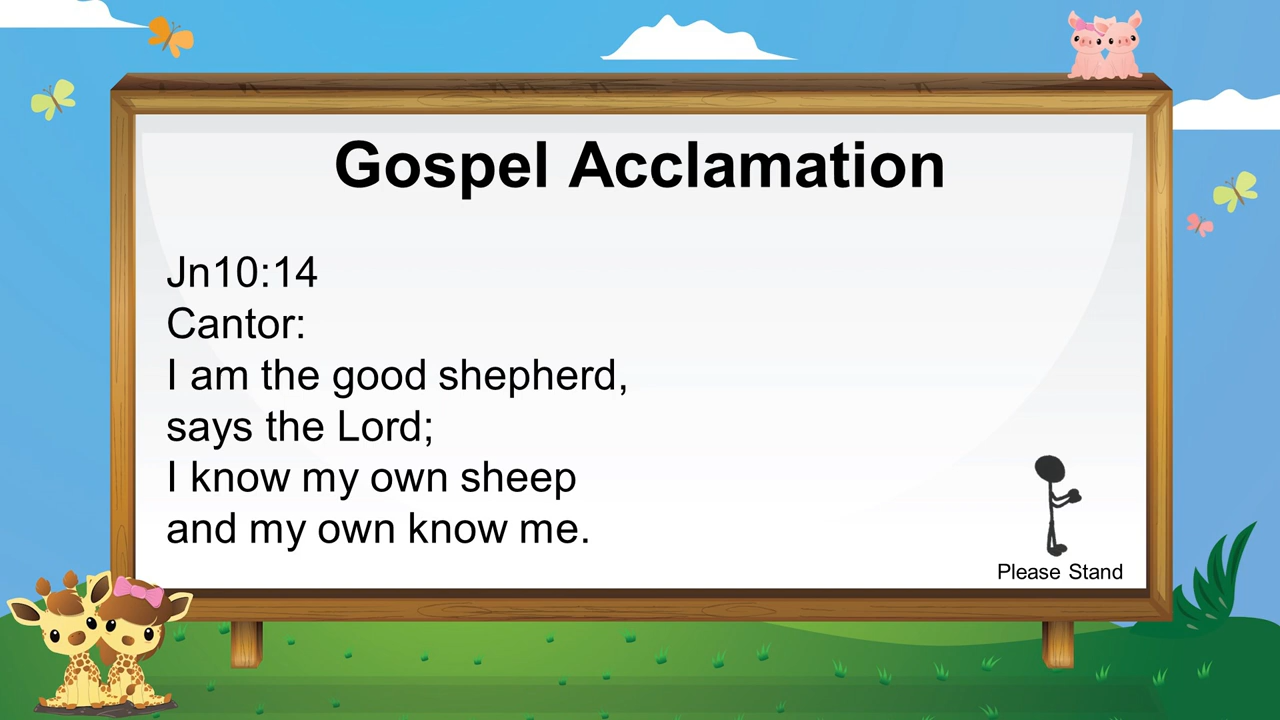 Gospel Acclamation
Jn10:14
Cantor:
I am the good shepherd,
says the Lord;
I know my own sheep
and my own know me.
Please Stand